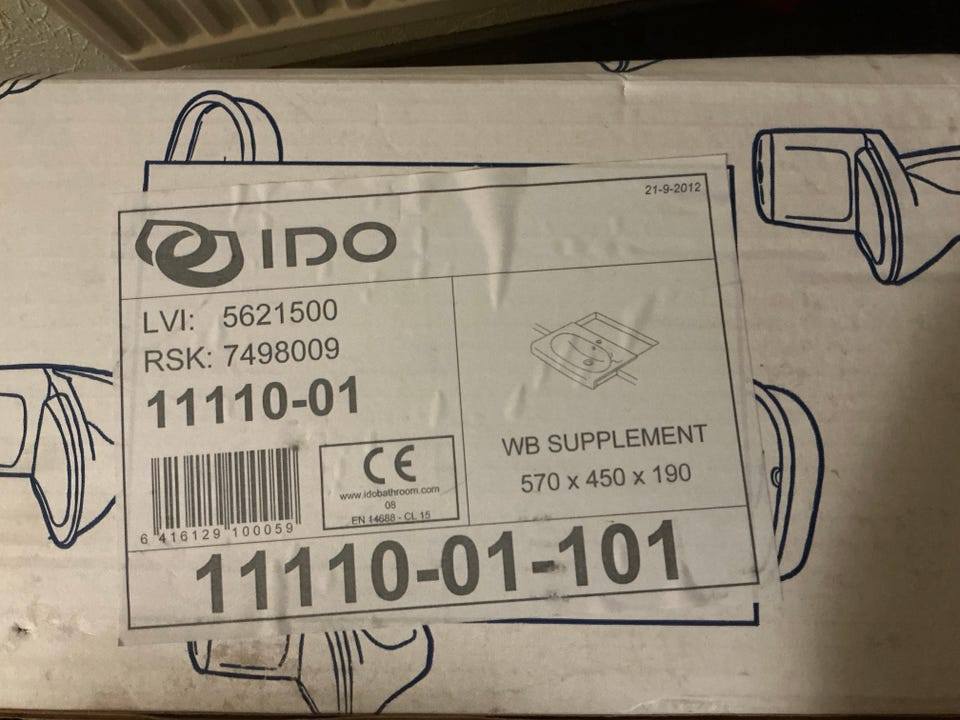 21-9-2012
IDO
LVI: 5621500
RSK: 7498009
11110-01
WB SUPPLEMENT
570 x 450 x 190
CE
www.idobathroom.com
08
EN 14688 - CL 15
6 416129 100059
11110-01-101